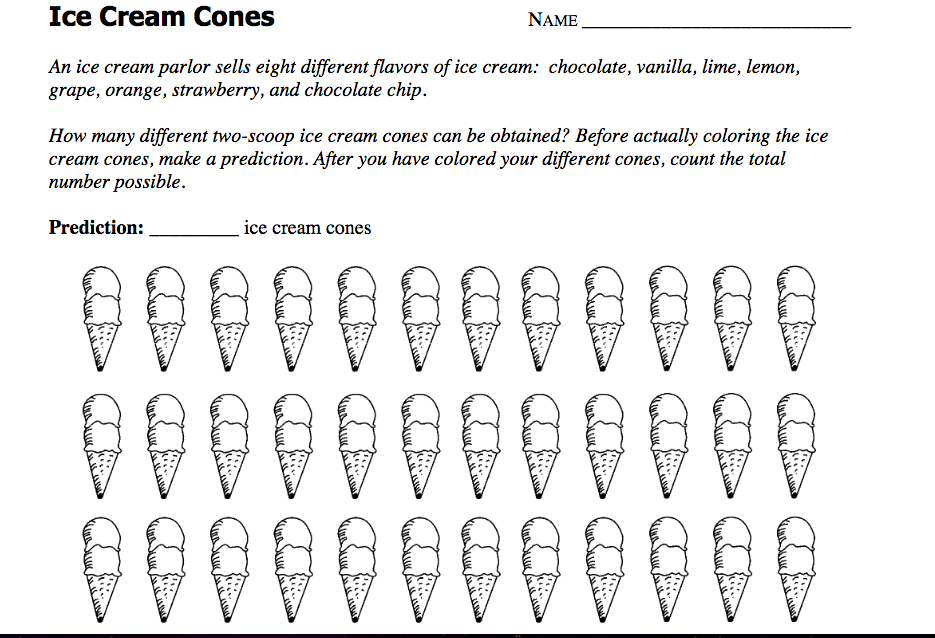 Ice Cream Cones NAME ___________________________
An ice cream parlor sells eight different flavors of ice cream: chocolate, vanilla, lime, lemon,
grape, orange, strawberry, and chocolate chip.
How many different two-scoop ice cream cones can be obtained? Before actually coloring the ice
cream cones, make a prediction. After you have colored your different cones, count the total
number possible.
Prediction: _________ ice cream cones